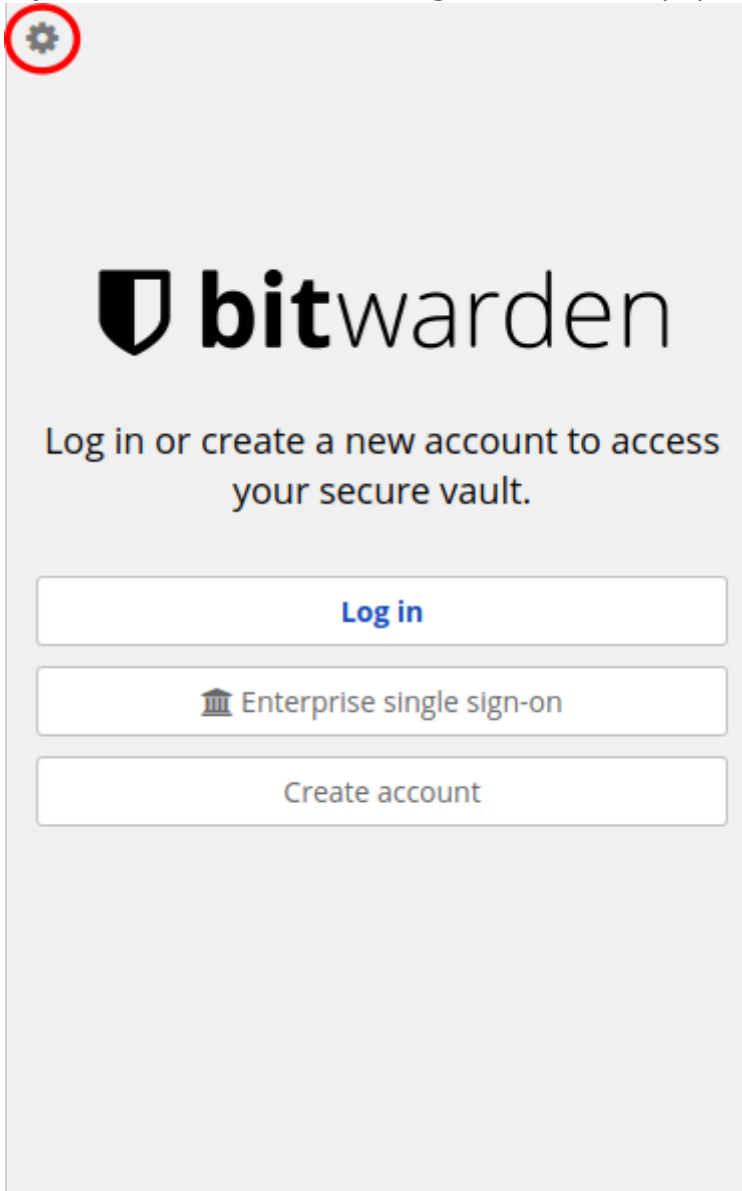 bitwarden
Log in or create a new account to access
your secure vault.
Log in
Enterprise single sign-on
Create account